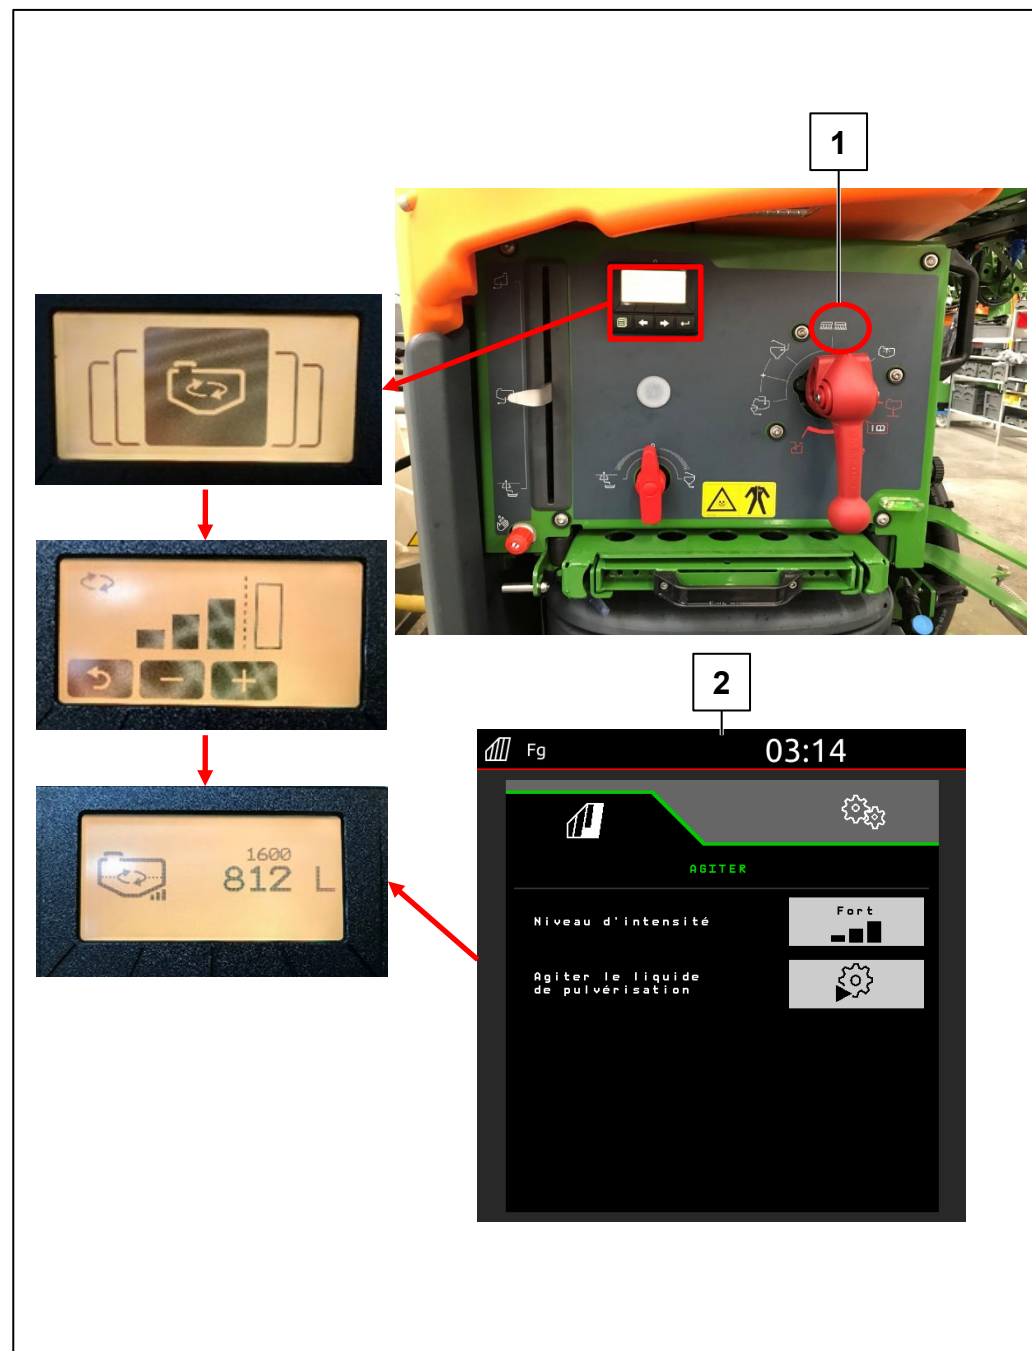 1
2
Fg
03:14
AGITER
Niveau d'intensité
Fort
Agiter le liquide
de pulvérisation
1600
812 L